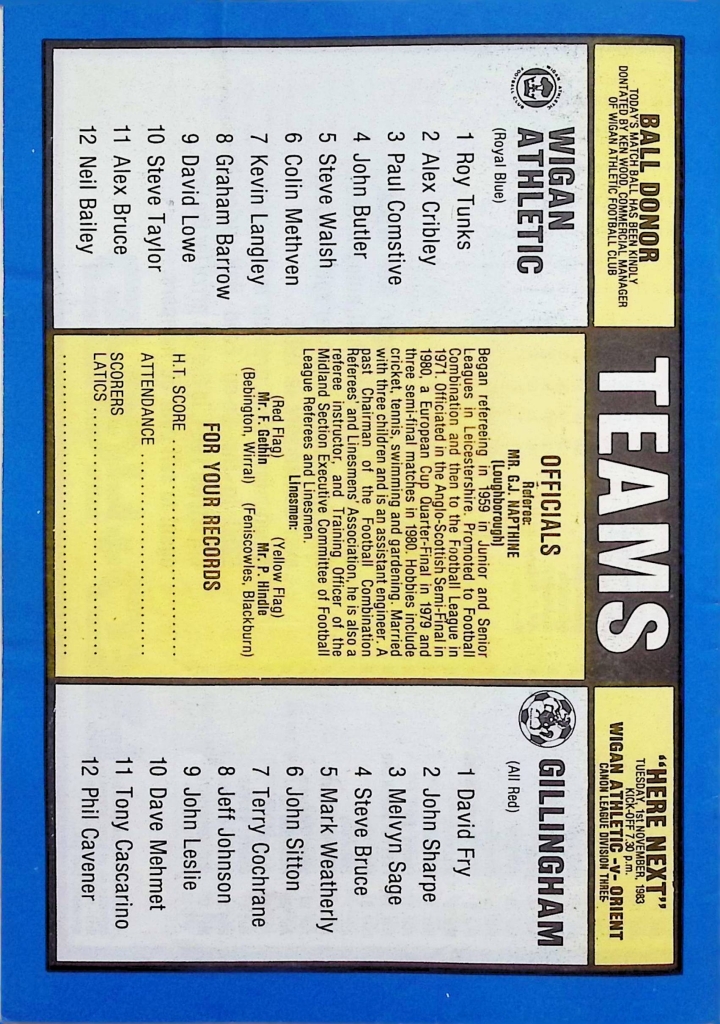 BALL DONOR
TODAY'S MATCH BALL HAS BEEN KINDLY
DONTATED BY KEN WOOD, COMMERCIAL MANAGER
OF WIGAN ATHLETIC FOOTBALL CLUB
TEAMS
"HERE NEXT"
TUESDAY, 1st NOVEMBER, 1983
KICK-OFF 7.30 p.m.
WIGAN ATHLETIC -v- ORIENT
CANON LEAGUE DIVISION THREE
WIGAN ATHLETIC
FOOTBALL CLUB
WIGAN
ATHLETIC
(Royal Blue)
1 Roy Tunks
2 Alex Cribley
3 Paul Comstive
4 John Butler
5 Steve Walsh
6 Colin Methven
7 Kevin Langley
8 Graham Barrow
9 David Lowe
10 Steve Taylor
11 Alex Bruce
12 Neil Bailey
OFFICIALS
Referee:
MR. G.J. NAPTHINE
(Loughborough)
Began refereeing in 1959 in Junior and Senior
Leagues in Leicestershire. Promoted to Football
Combination and then to the Football League in
1971. Officiated in the Anglo-Scottish Semi-Final in
1980, a European Cup Quarter-Final in 1979 and
three semi-final matches in 1980. Hobbies include
cricket, tennis, swimming and gardening. Married
with three children and is an assistant engineer. A
past Chairman of the Football Combination
Referees' and Linesmens' Association, he is also a
referee instructor, and Training Officer of the
Midland Section Executive Committee of Football
League Referees and Linesmen.
Linesmen:
(Red Flag) (Yellow Flag)
Mr. F. Gethin Mr. P. Hindle
(Bebington, Wirral) (Feniscowles, Blackburn)
FOR YOUR RECORDS
H.T. SCORE ..............................
ATTENDANCE ..............................
SCORERS
LATICS ..............................
..............................
GILLINGHAM
(All Red)
1 David Fry
2 John Sharpe
3 Melvyn Sage
4 Steve Bruce
5 Mark Weatherly
6 John Sitton
7 Terry Cochrane
8 Jeff Johnson
9 John Leslie
10 Dave Mehmet
11 Tony Cascarino
12 Phil Cavener